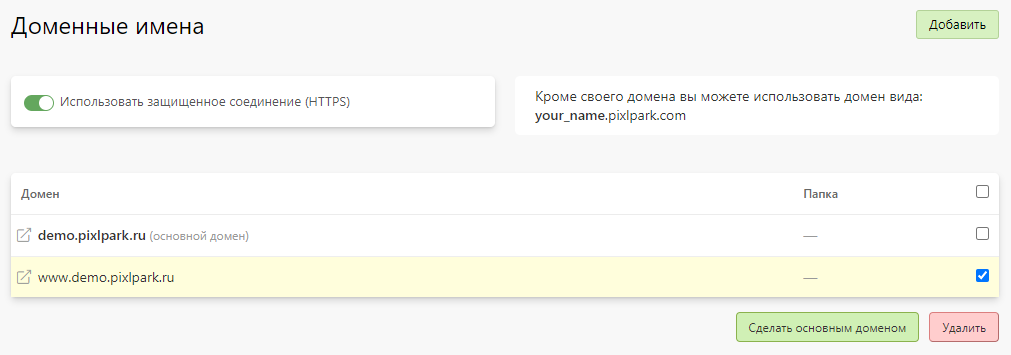 Доменные имена
Добавить
Использовать защищенное соединение (HTTPS)
Кроме своего домена вы можете использовать домен вида:
your_name.pixlpark.com
Домен Папка
demo.pixlpark.ru (основной домен) —
www.demo.pixlpark.ru —
Сделать основным доменом Удалить